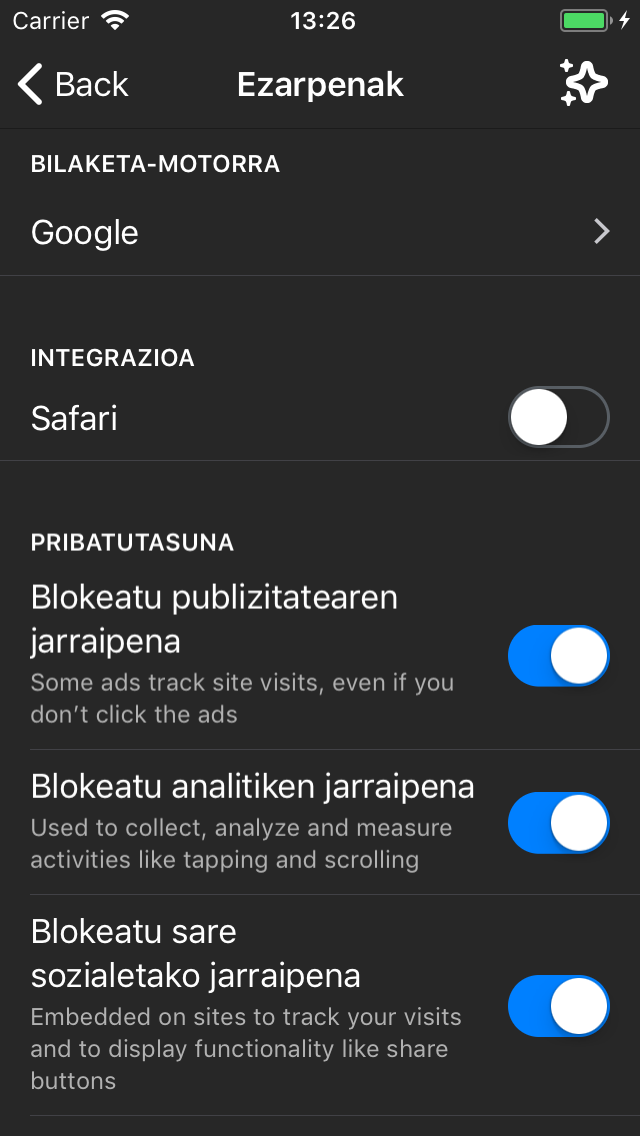 Carrier
13:26
Back
Ezarpenak
BILAKETA-MOTORRA
Google
INTEGRAZIOA
Safari
PRIBATUTASUNA
Blokeatu publizitatearen
jarraipena
Some ads track site visits, even if you
don’t click the ads
Blokeatu analitiken jarraipena
Used to collect, analyze and measure
activities like tapping and scrolling
Blokeatu sare
sozialetako jarraipena
Embedded on sites to track your visits
and to display functionality like share
buttons